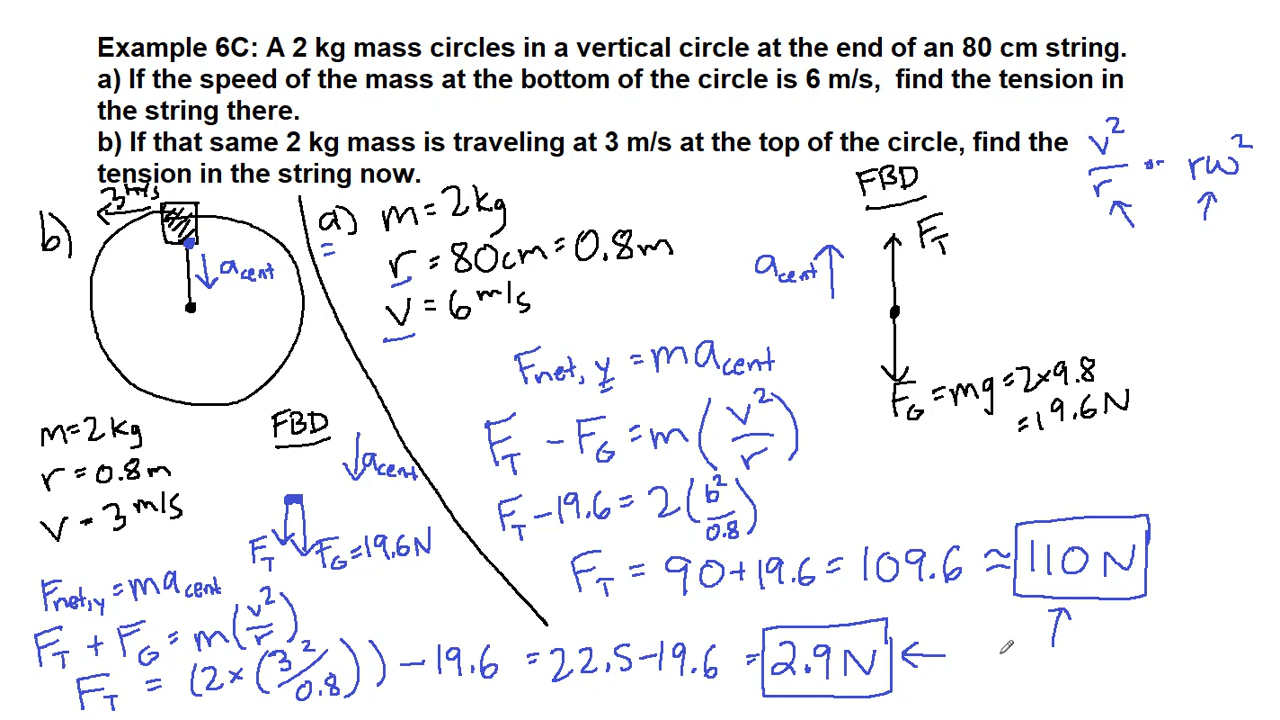 Example 6C: A 2 kg mass circles in a vertical circle at the end of an 80 cm string.
a) If the speed of the mass at the bottom of the circle is 6 m/s, find the tension in
the string there.
b) If that same 2 kg mass is traveling at 3 m/s at the top of the circle, find the
tension in the string now.
v²/r or rω²
b)
3 m/s
a_cent
m=2kg
r = 0.8m
v = 3 m/s
FBD
a_cent
F_T
F_G=19.6N
F_net,y = ma_cent
F_T + F_G = m(v²/r)
F_T = (2×(3²/0.8)) - 19.6 = 22.5-19.6 = 2.9N
a)
m=2kg
r = 80cm = 0.8m
v = 6 m/s
FBD
F_T
a_cent
F_G = mg = 2×9.8
= 19.6N
F_net,y = ma_cent
F_T - F_G = m(v²/r)
F_T - 19.6 = 2(6²/0.8)
F_T = 90+19.6 = 109.6 ≈ 110N